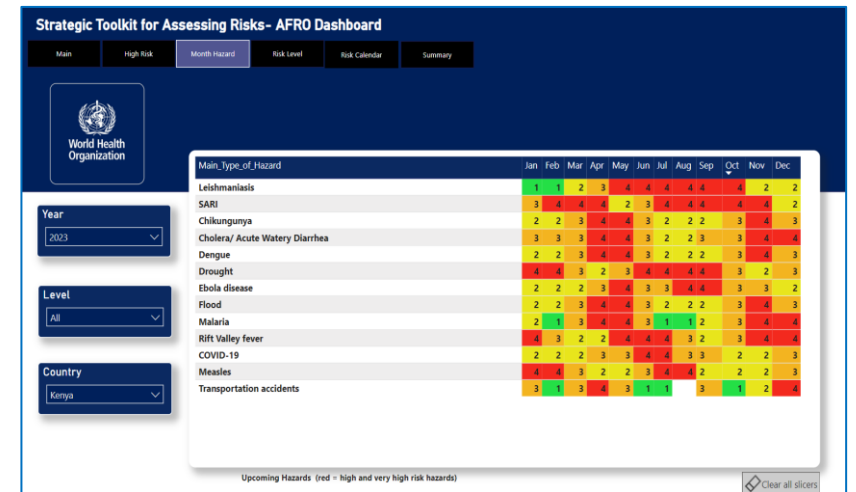 Strategic Toolkit for Assessing Risks- AFRO Dashboard
Main High Risk Month Hazard Risk Level Risk Calendar Summary
World Health
Organization
Year
2023
Level
All
Country
Kenya
Main_Type_of_Hazard Jan Feb Mar Apr May Jun Jul Aug Sep Oct Nov Dec
Leishmaniasis 1 1 2 3 4 4 4 4 4 4 2 2
SARI 3 4 4 4 2 3 4 4 4 4 4 2
Chikungunya 2 2 3 4 4 3 2 2 2 3 4 3
Cholera/ Acute Watery Diarrhea 3 3 3 4 4 3 2 2 3 3 4 4
Dengue 2 2 3 4 4 3 2 2 2 3 4 3
Drought 4 4 3 2 3 4 4 4 4 3 2 3
Ebola disease 2 2 2 3 4 3 3 4 4 3 3 2
Flood 2 2 3 4 4 3 2 2 2 3 4 3
Malaria 2 1 3 4 4 3 1 1 2 3 4 4
Rift Valley fever 4 3 2 2 4 4 4 3 2 3 4 4
COVID-19 2 2 2 3 3 4 4 3 3 2 2 3
Measles 4 4 3 2 2 3 4 4 2 2 2 3
Transportation accidents 3 1 3 4 3 1 1 3 1 2 4
Upcoming Hazards (red = high and very high risk hazards)
Clear all slicers